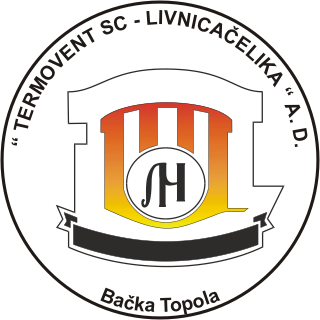 “ TERMOVENT SC - LIVNICAČELIKA “ A. D.
ЛН
Bačka Topola